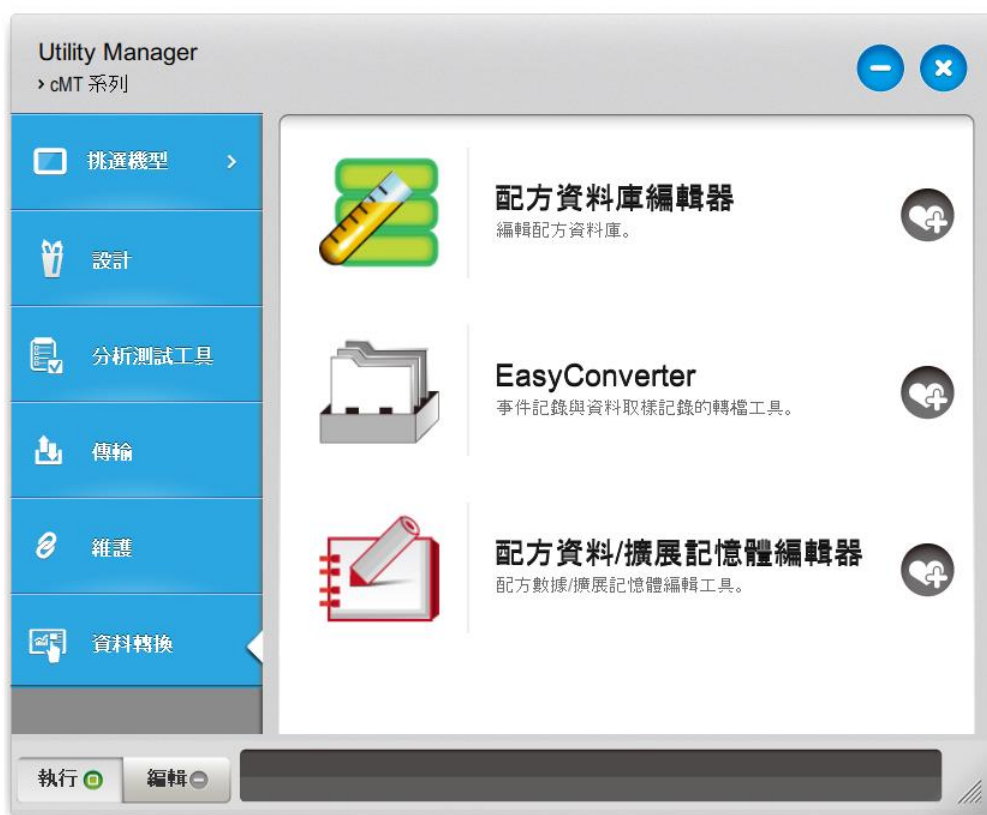 Utility Manager
› cMT 系列
挑選機型 ›
設計
分析測試工具
傳輸
維護
資料轉換
配方資料庫編輯器
編輯配方資料庫。
EasyConverter
事件記錄與資料取樣記錄的轉檔工具。
配方資料/擴展記憶體編輯器
配方數據/擴展記憶體編輯工具。
執行
編輯